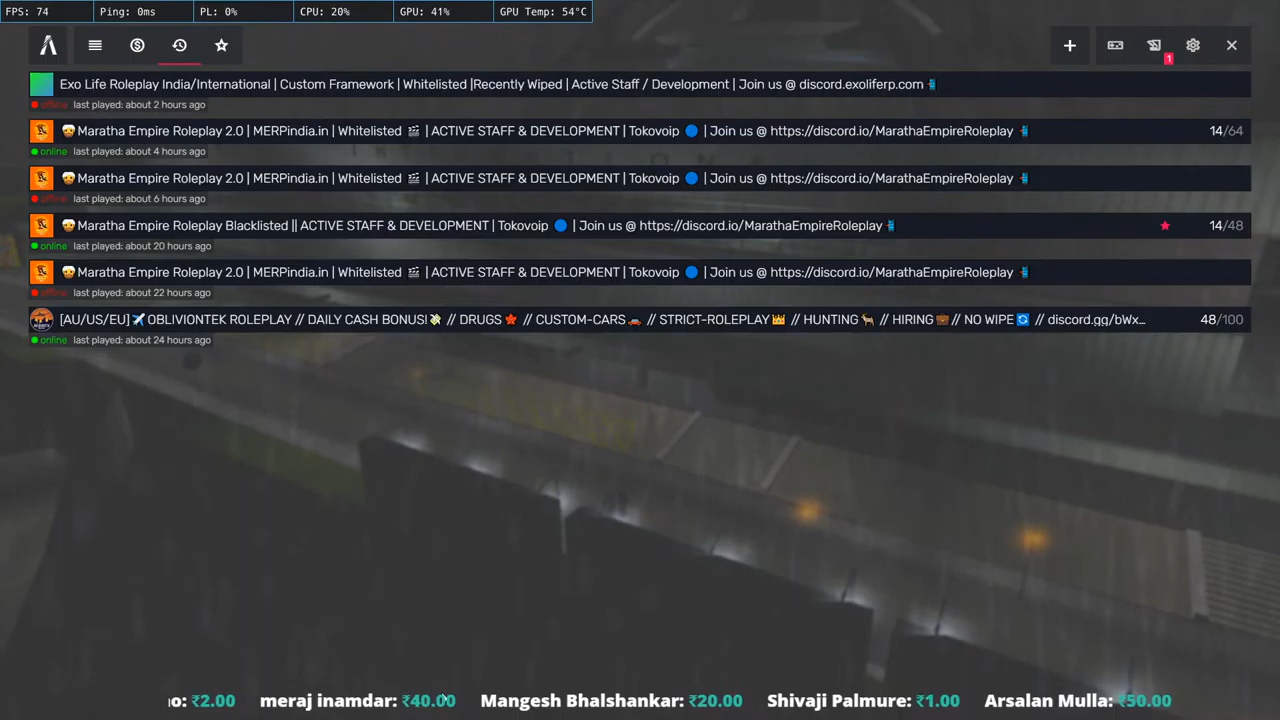 FPS: 74 Ping: 0ms PL: 0% CPU: 20% GPU: 41% GPU Temp: 54°C
1
Exo Life Roleplay India/International | Custom Framework | Whitelisted |Recently Wiped | Active Staff / Development | Join us @ discord.exoliferp.com
offline last played: about 2 hours ago
Maratha Empire Roleplay 2.0 | MERPindia.in | Whitelisted 🎬 | ACTIVE STAFF & DEVELOPMENT | Tokovoip 🔵 | Join us @ https://discord.io/MarathaEmpireRoleplay 14/64
online last played: about 4 hours ago
Maratha Empire Roleplay 2.0 | MERPindia.in | Whitelisted 🎬 | ACTIVE STAFF & DEVELOPMENT | Tokovoip 🔵 | Join us @ https://discord.io/MarathaEmpireRoleplay
offline last played: about 6 hours ago
Maratha Empire Roleplay Blacklisted || ACTIVE STAFF & DEVELOPMENT | Tokovoip 🔵 | Join us @ https://discord.io/MarathaEmpireRoleplay 14/48
online last played: about 20 hours ago
Maratha Empire Roleplay 2.0 | MERPindia.in | Whitelisted 🎬 | ACTIVE STAFF & DEVELOPMENT | Tokovoip 🔵 | Join us @ https://discord.io/MarathaEmpireRoleplay
offline last played: about 22 hours ago
[AU/US/EU]✈️ OBLIVIONTEK ROLEPLAY // DAILY CASH BONUS!💸 // DRUGS🍁 // CUSTOM-CARS🚗 // STRICT-ROLEPLAY👑 // HUNTING🦌 // HIRING💼// NO WIPE🔄 // discord.gg/bWx... 48/100
online last played: about 24 hours ago
₹2.00 meraj inamdar: ₹40.00 Mangesh Bhalshankar: ₹20.00 Shivaji Palmure: ₹1.00 Arsalan Mulla: ₹50.00